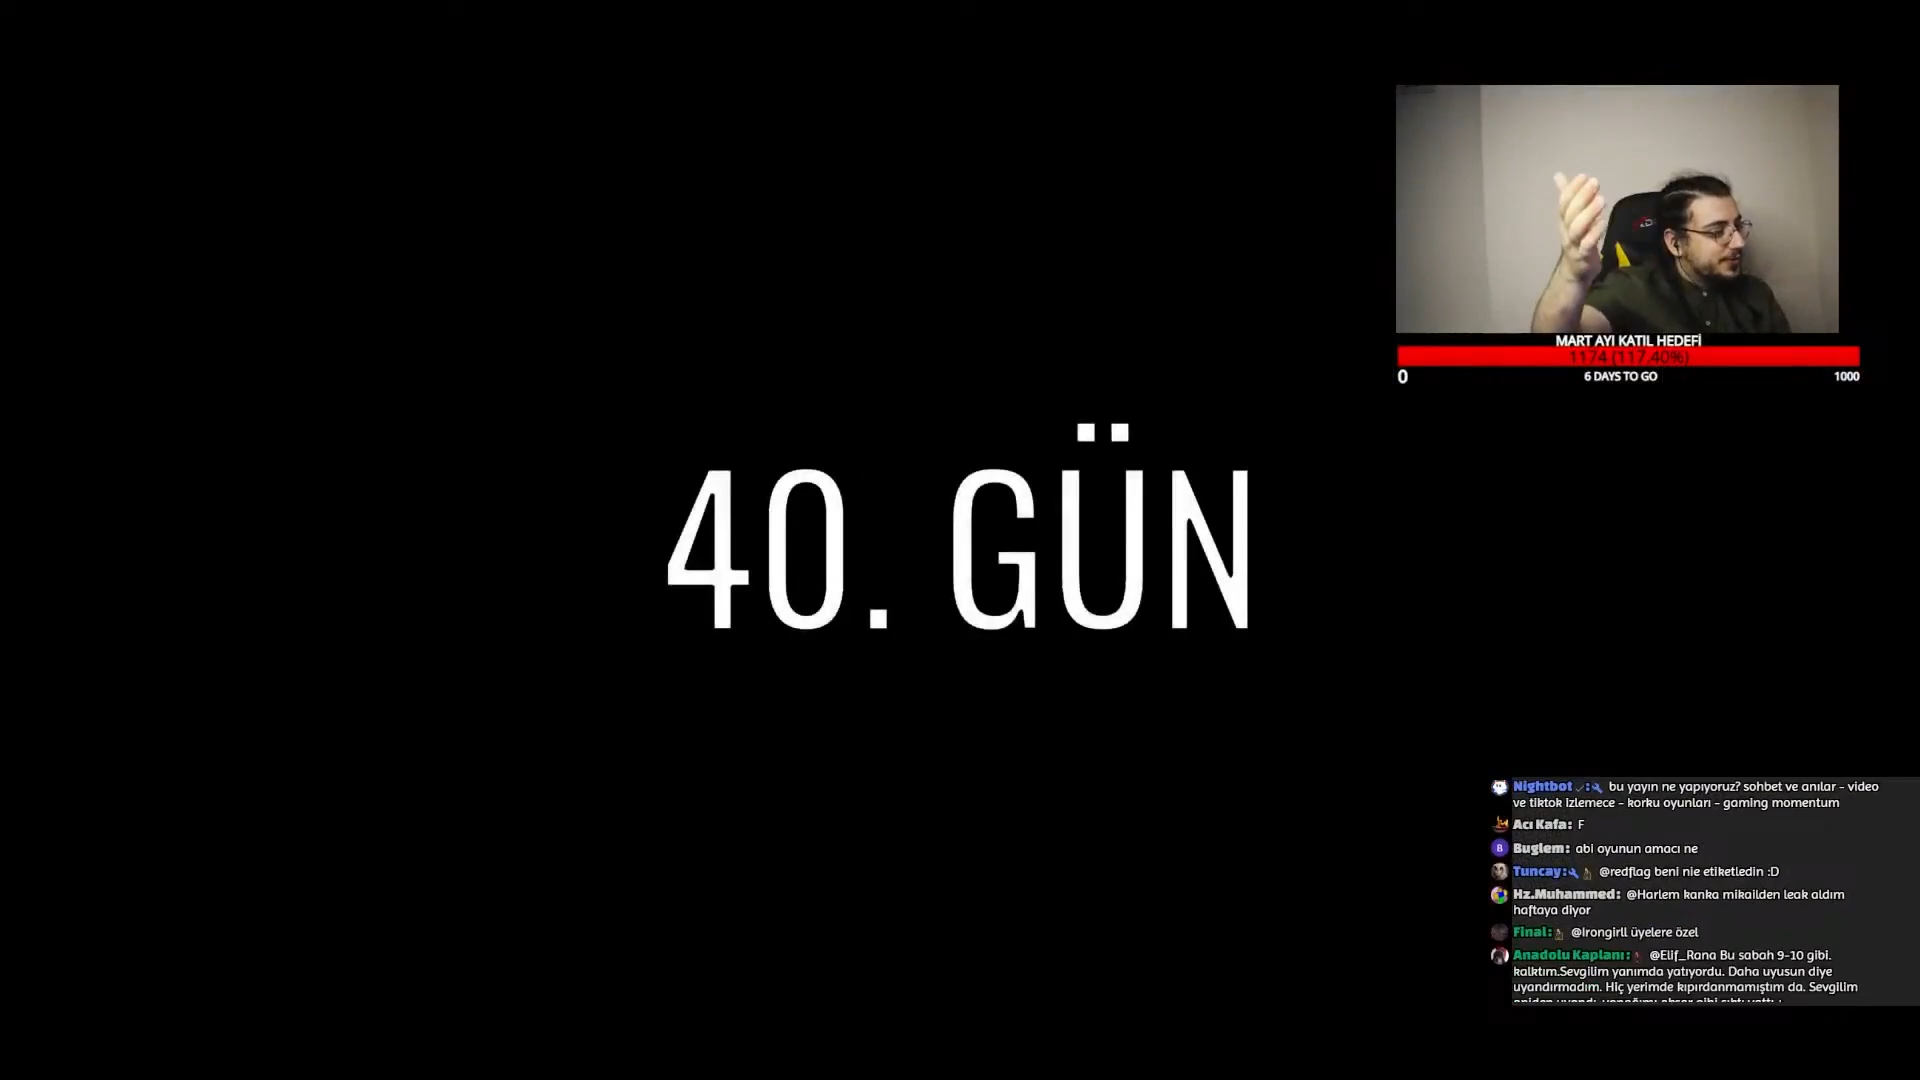 MART AYI KATIL HEDEFİ
1174 (117.40%)
0 6 DAYS TO GO 1000
40. GÜN
Nightbot : bu yayın ne yapıyoruz? sohbet ve anılar - video
ve tiktok izlemece - korku oyunları - gaming momentum
Acı Kafa: F
Buglem: abi oyunun amacı ne
Tuncay: @redflag beni nie etiketledin :D
Hz.Muhammed: @Harlem kanka mikailden leak aldım
haftaya diyor
Final: @Irongirll üyelere özel
Anadolu Kaplanı: @Elif_Rana Bu sabah 9-10 gibi.
kalktım.Sevgilim yanımda yatıyordu. Daha uyusun diye
uyandırmadım. Hiç yerimde kıpırdanmamıştım da. Sevgilim